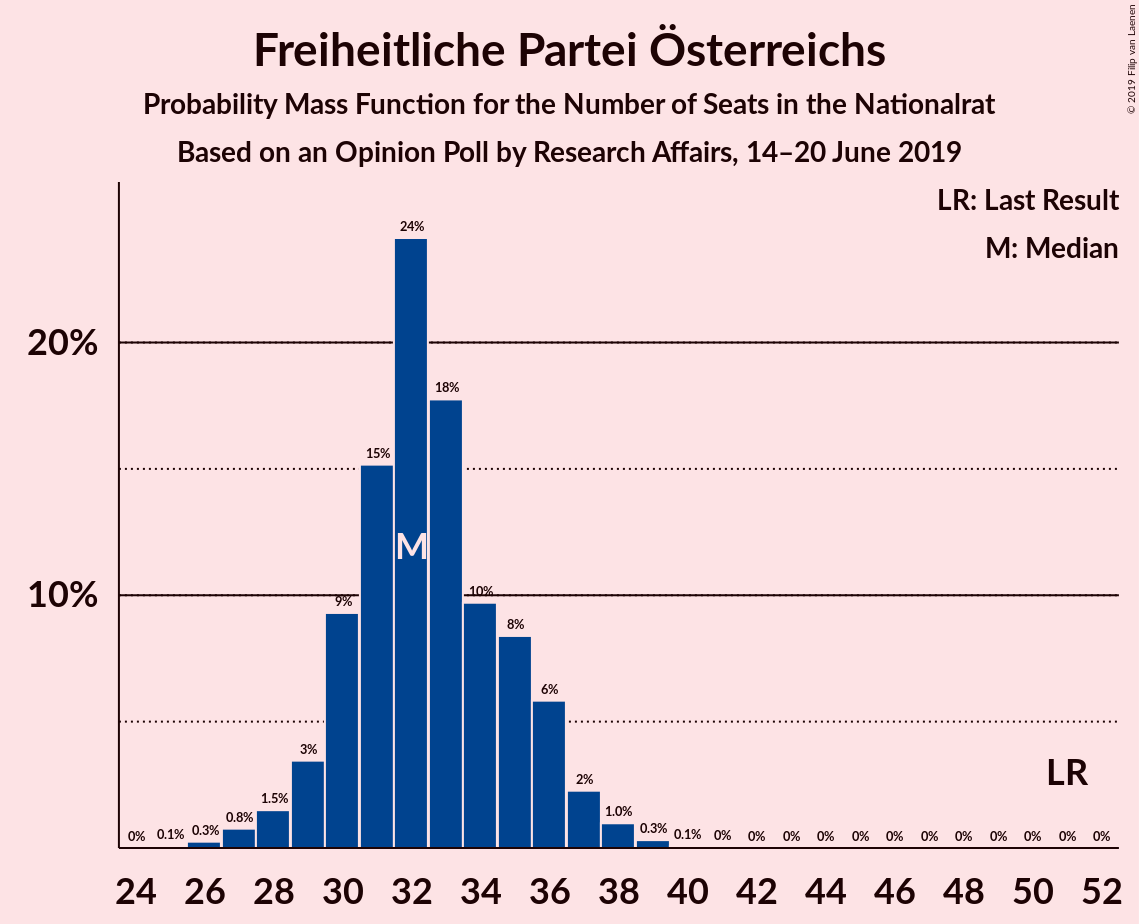 Freiheitliche Partei Österreichs
Probability Mass Function for the Number of Seats in the Nationalrat
Based on an Opinion Poll by Research Affairs, 14–20 June 2019
© 2019 Filip van Laenen
LR: Last Result
M: Median
20%
10%
0% 0.1% 0.3% 0.8% 1.5% 3% 9% 15% 24% 18% 10% 8% 6% 2% 1.0% 0.3% 0.1% 0% 0% 0% 0% 0% 0% 0% 0% 0% 0% 0% 0%
M
LR
24 26 28 30 32 34 36 38 40 42 44 46 48 50 52